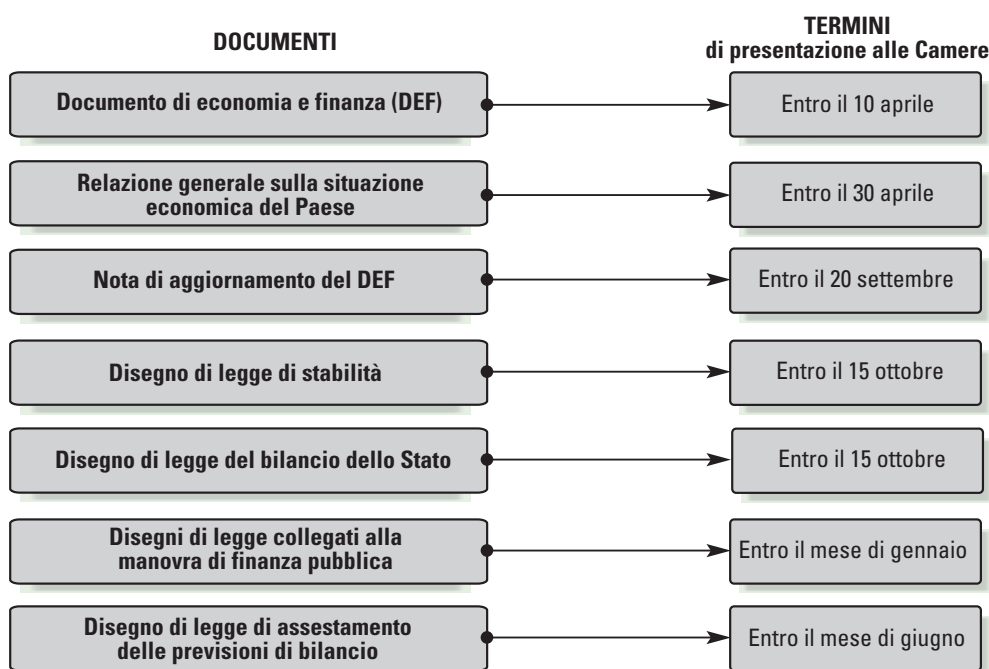 DOCUMENTI
TERMINI
di presentazione alle Camere
Documento di economia e finanza (DEF)
Entro il 10 aprile
Relazione generale sulla situazione
economica del Paese
Entro il 30 aprile
Nota di aggiornamento del DEF
Entro il 20 settembre
Disegno di legge di stabilità
Entro il 15 ottobre
Disegno di legge del bilancio dello Stato
Entro il 15 ottobre
Disegni di legge collegati alla
manovra di finanza pubblica
Entro il mese di gennaio
Disegno di legge di assestamento
delle previsioni di bilancio
Entro il mese di giugno